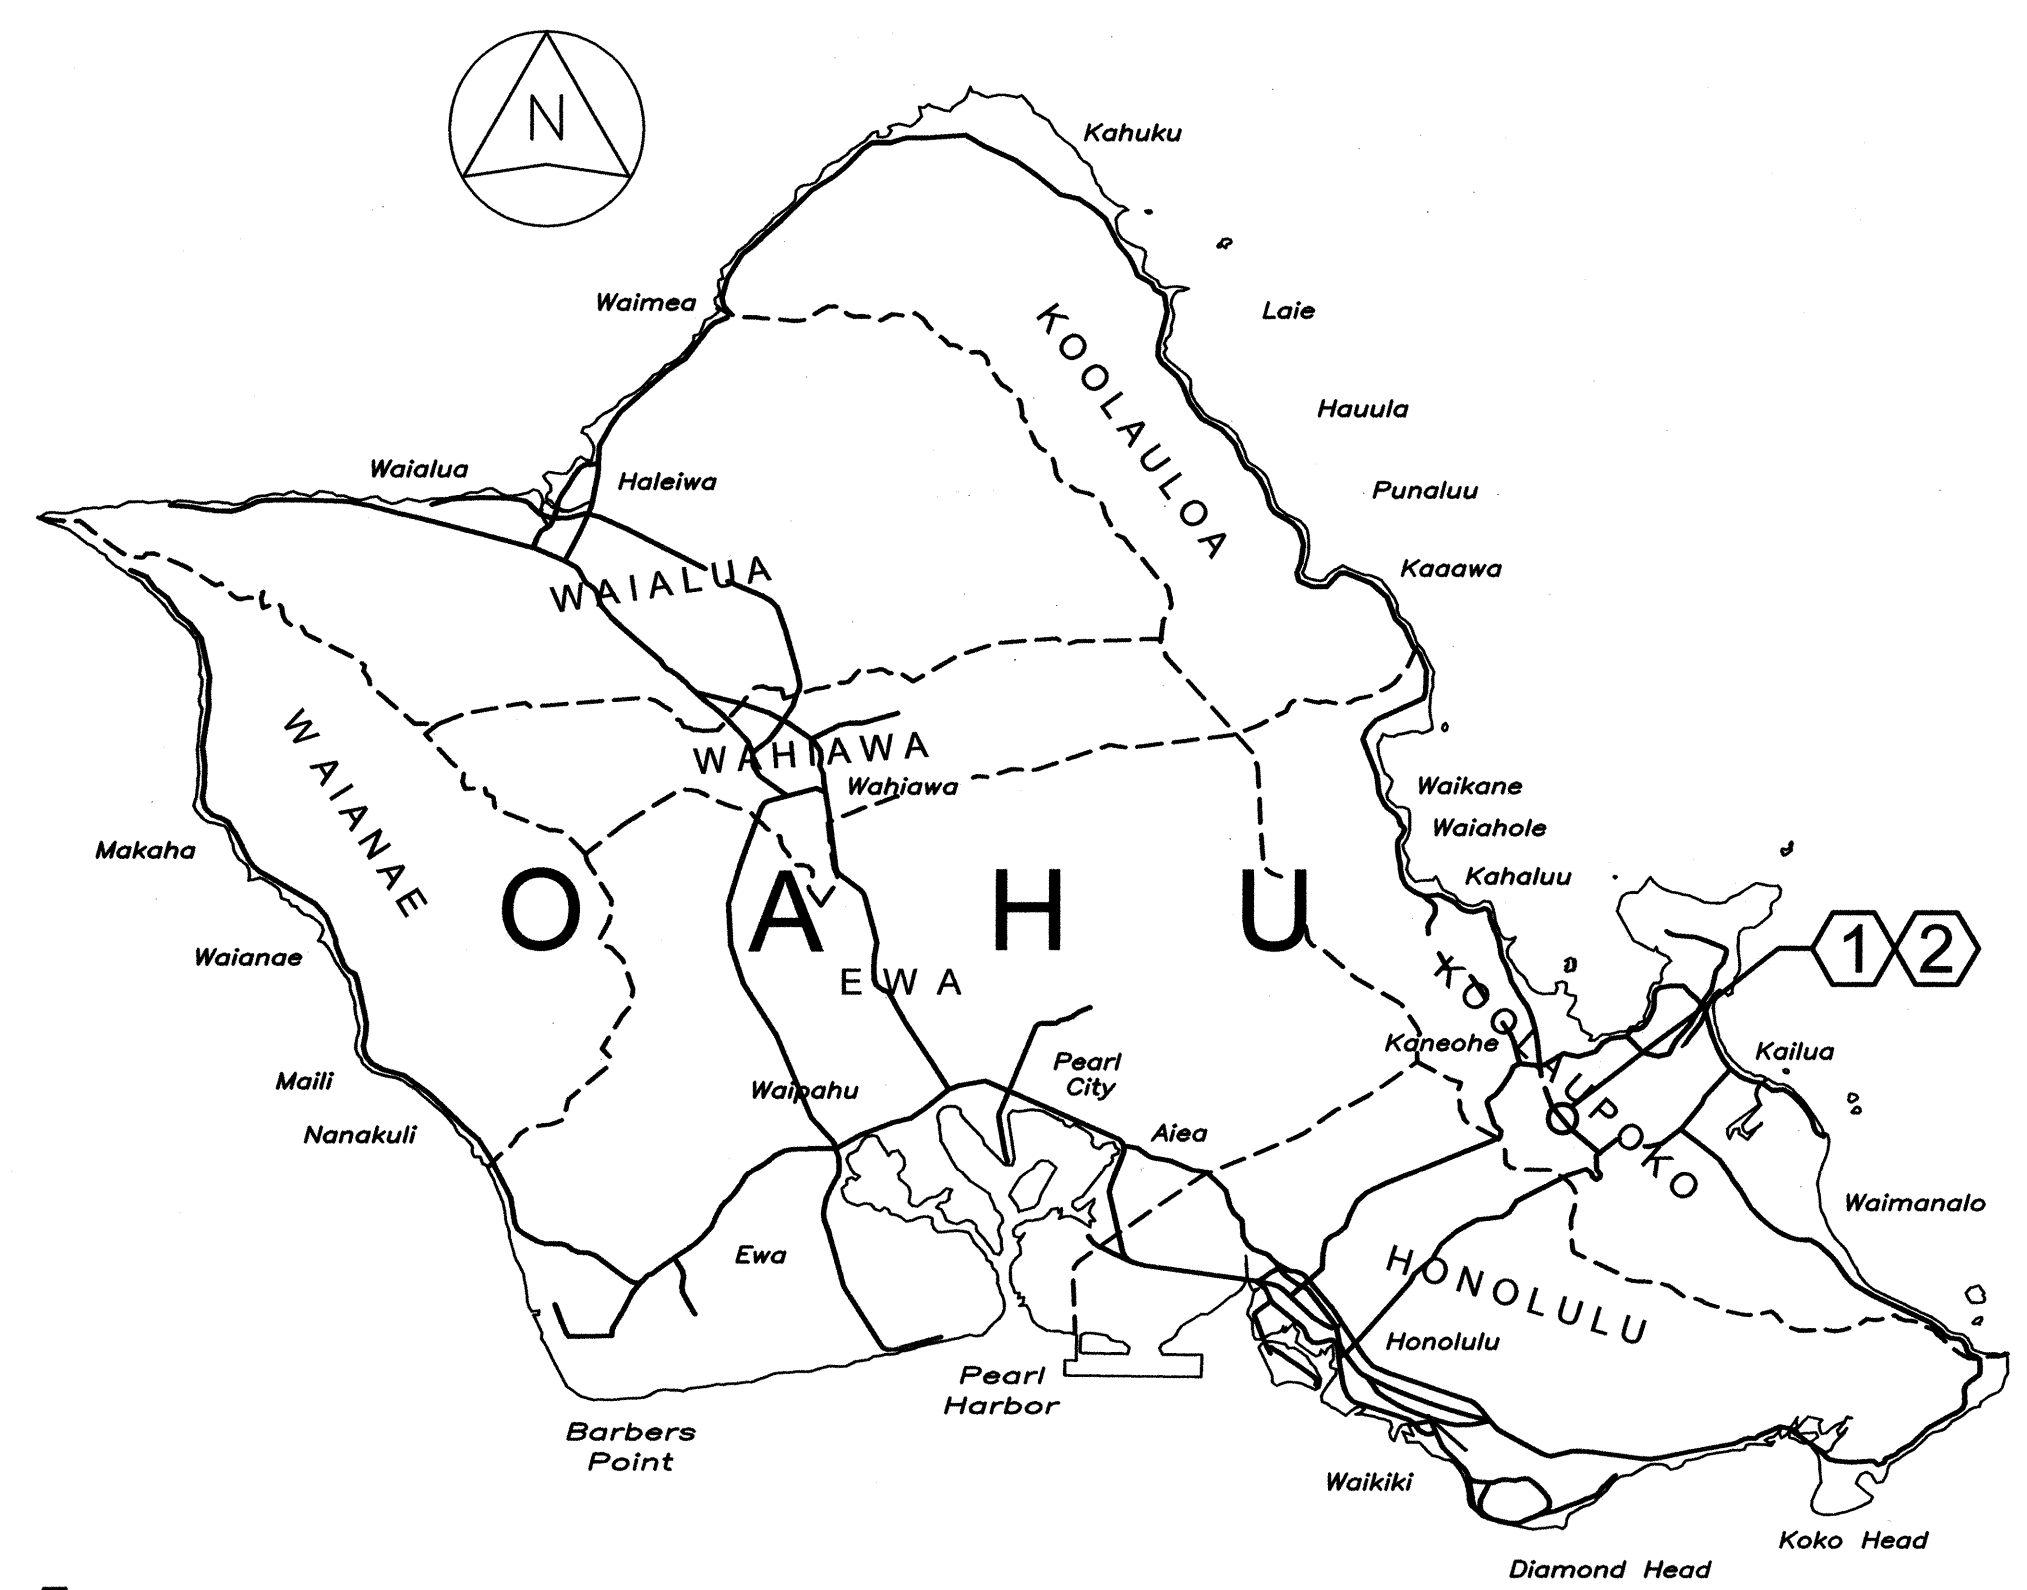 N
Kahuku
Waimea
Laie
KOOLAULOA
Hauula
Waialua
Haleiwa
Punaluu
Kaaawa
WAIALUA
WAIANAE
WAHIAWA
Wahiawa
Waikane
Waiahole
Makaha
Kahaluu
OAHU
1 2
Waianae
EWA
KOOLAUPOKO
Kaneohe
Kailua
Pearl
City
Maili
Waipahu
Nanakuli
Aiea
Waimanalo
Ewa
HONOLULU
Honolulu
Pearl
Harbor
Barbers
Point
Waikiki
Koko Head
Diamond Head